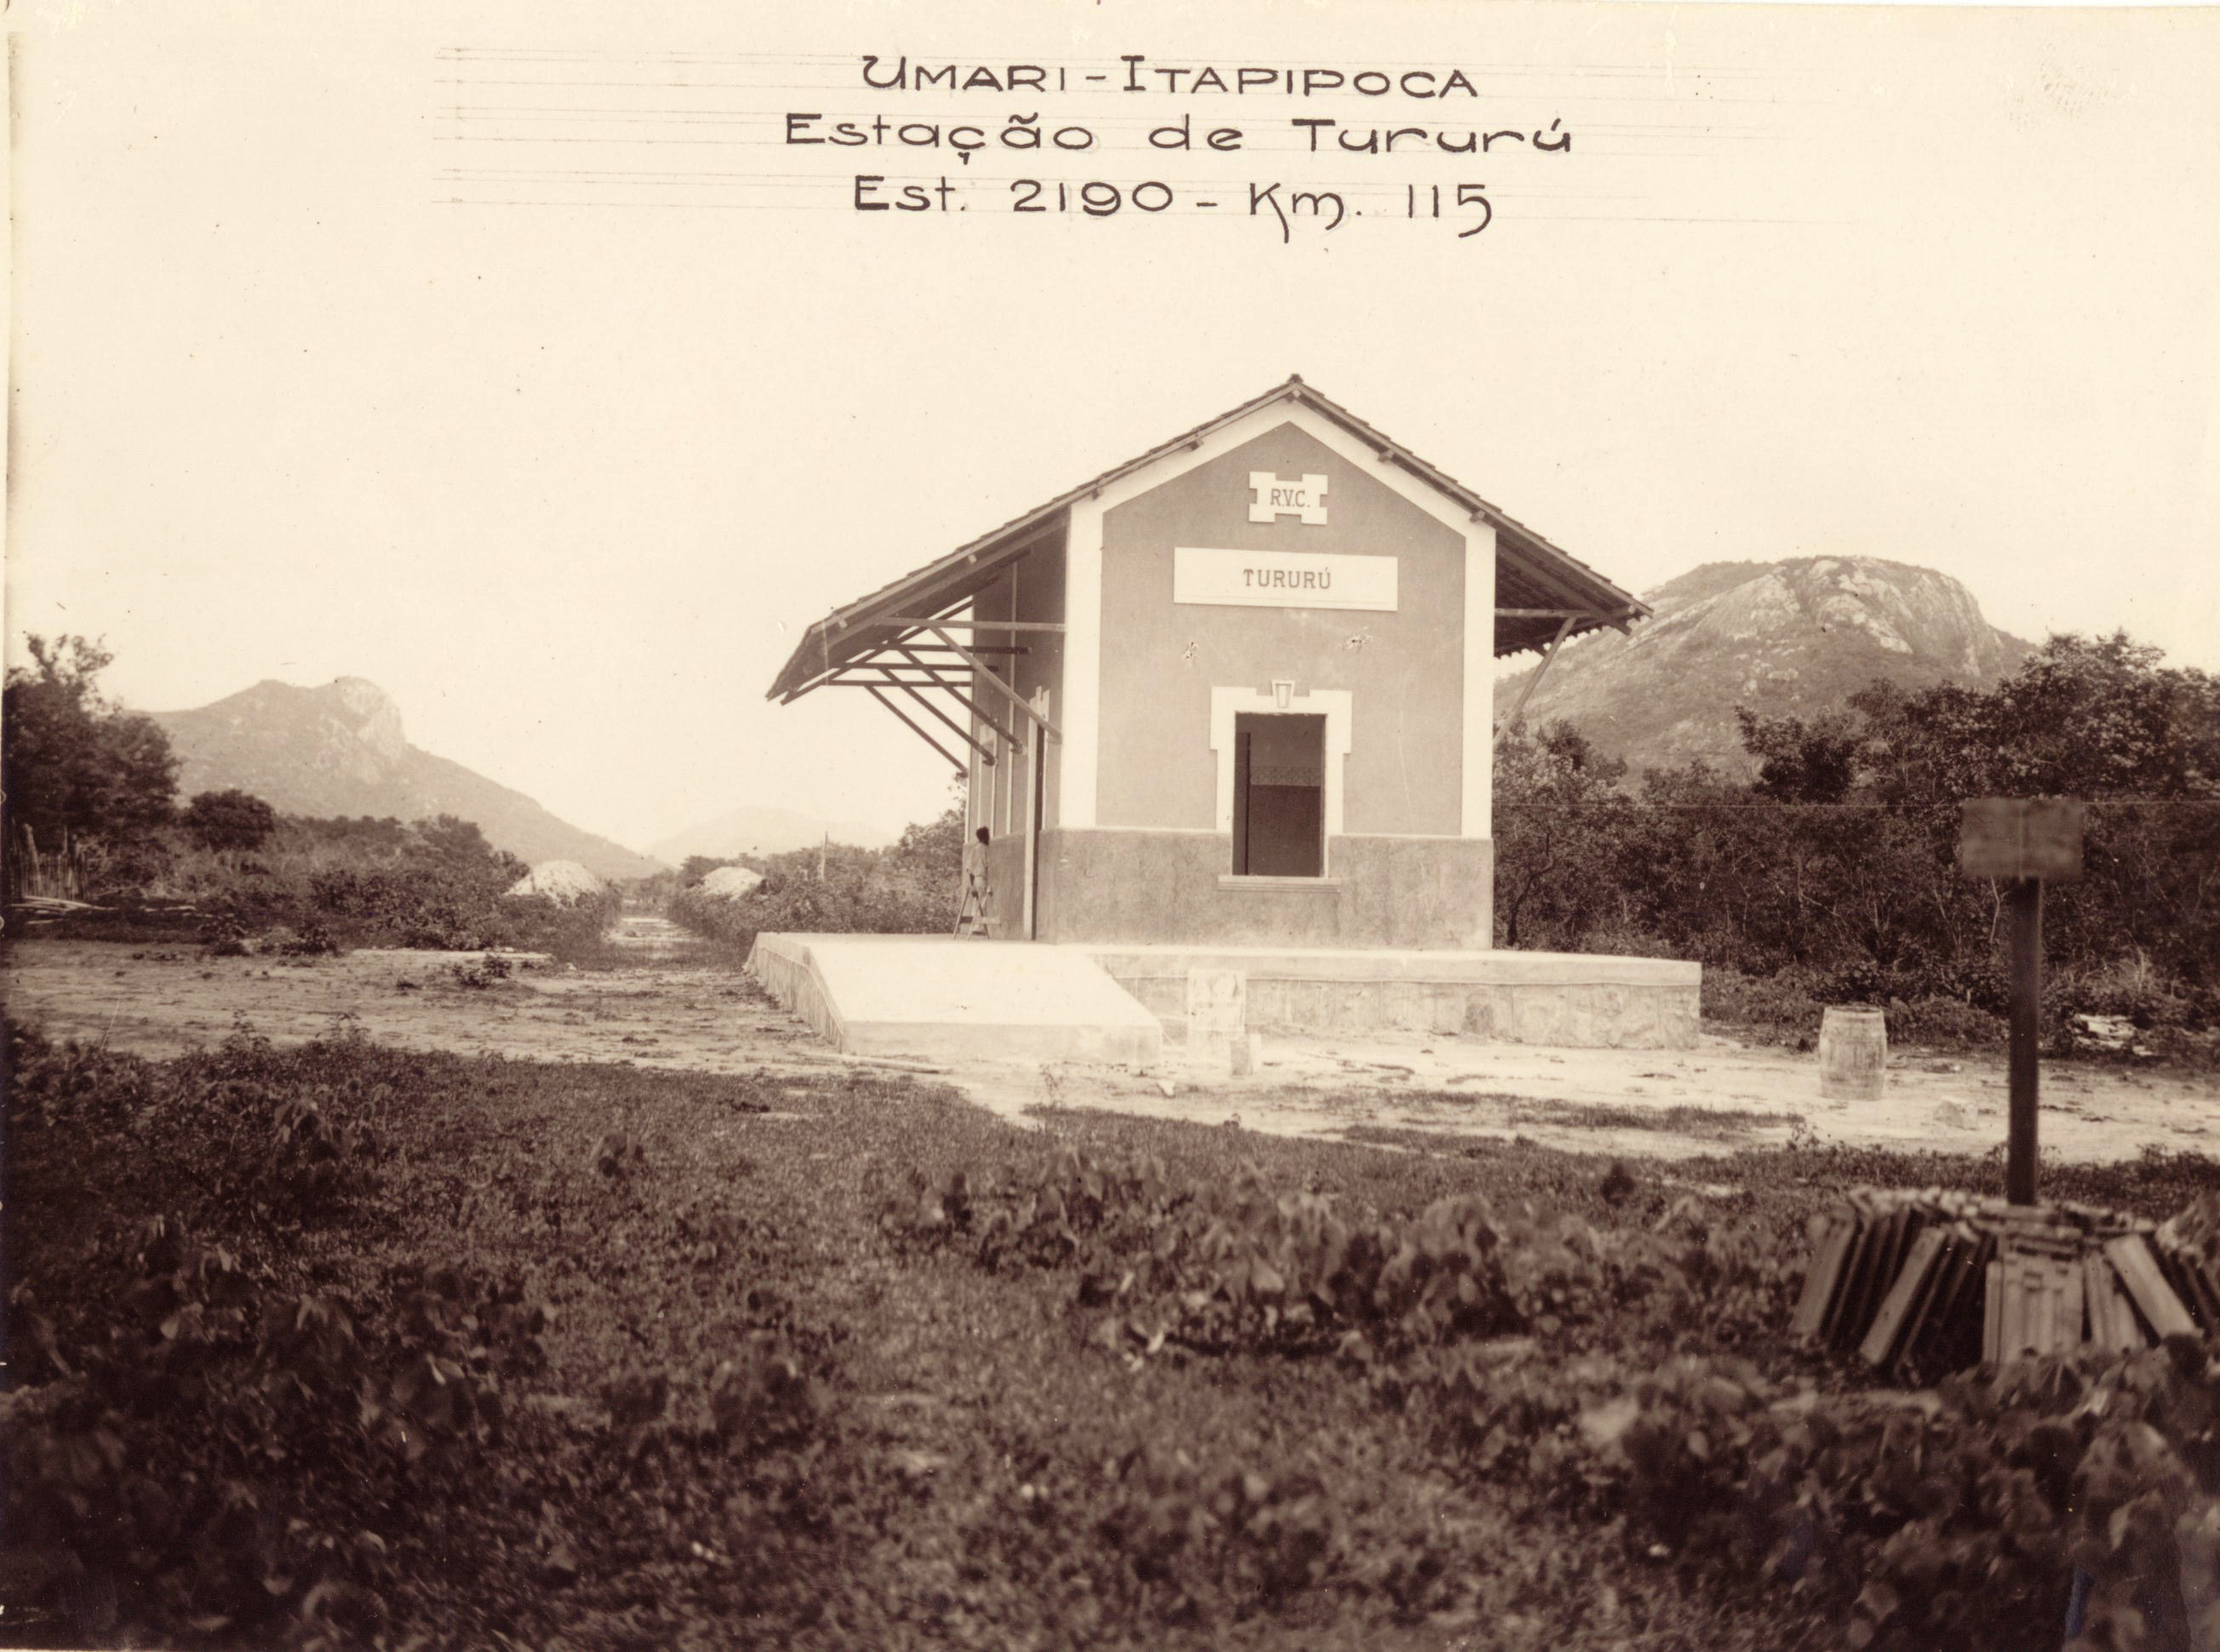 UMARI-ITAPIPOCA
Estação de Tururú
Est. 2190 - Km. 115
R.V.C.
TURURÚ